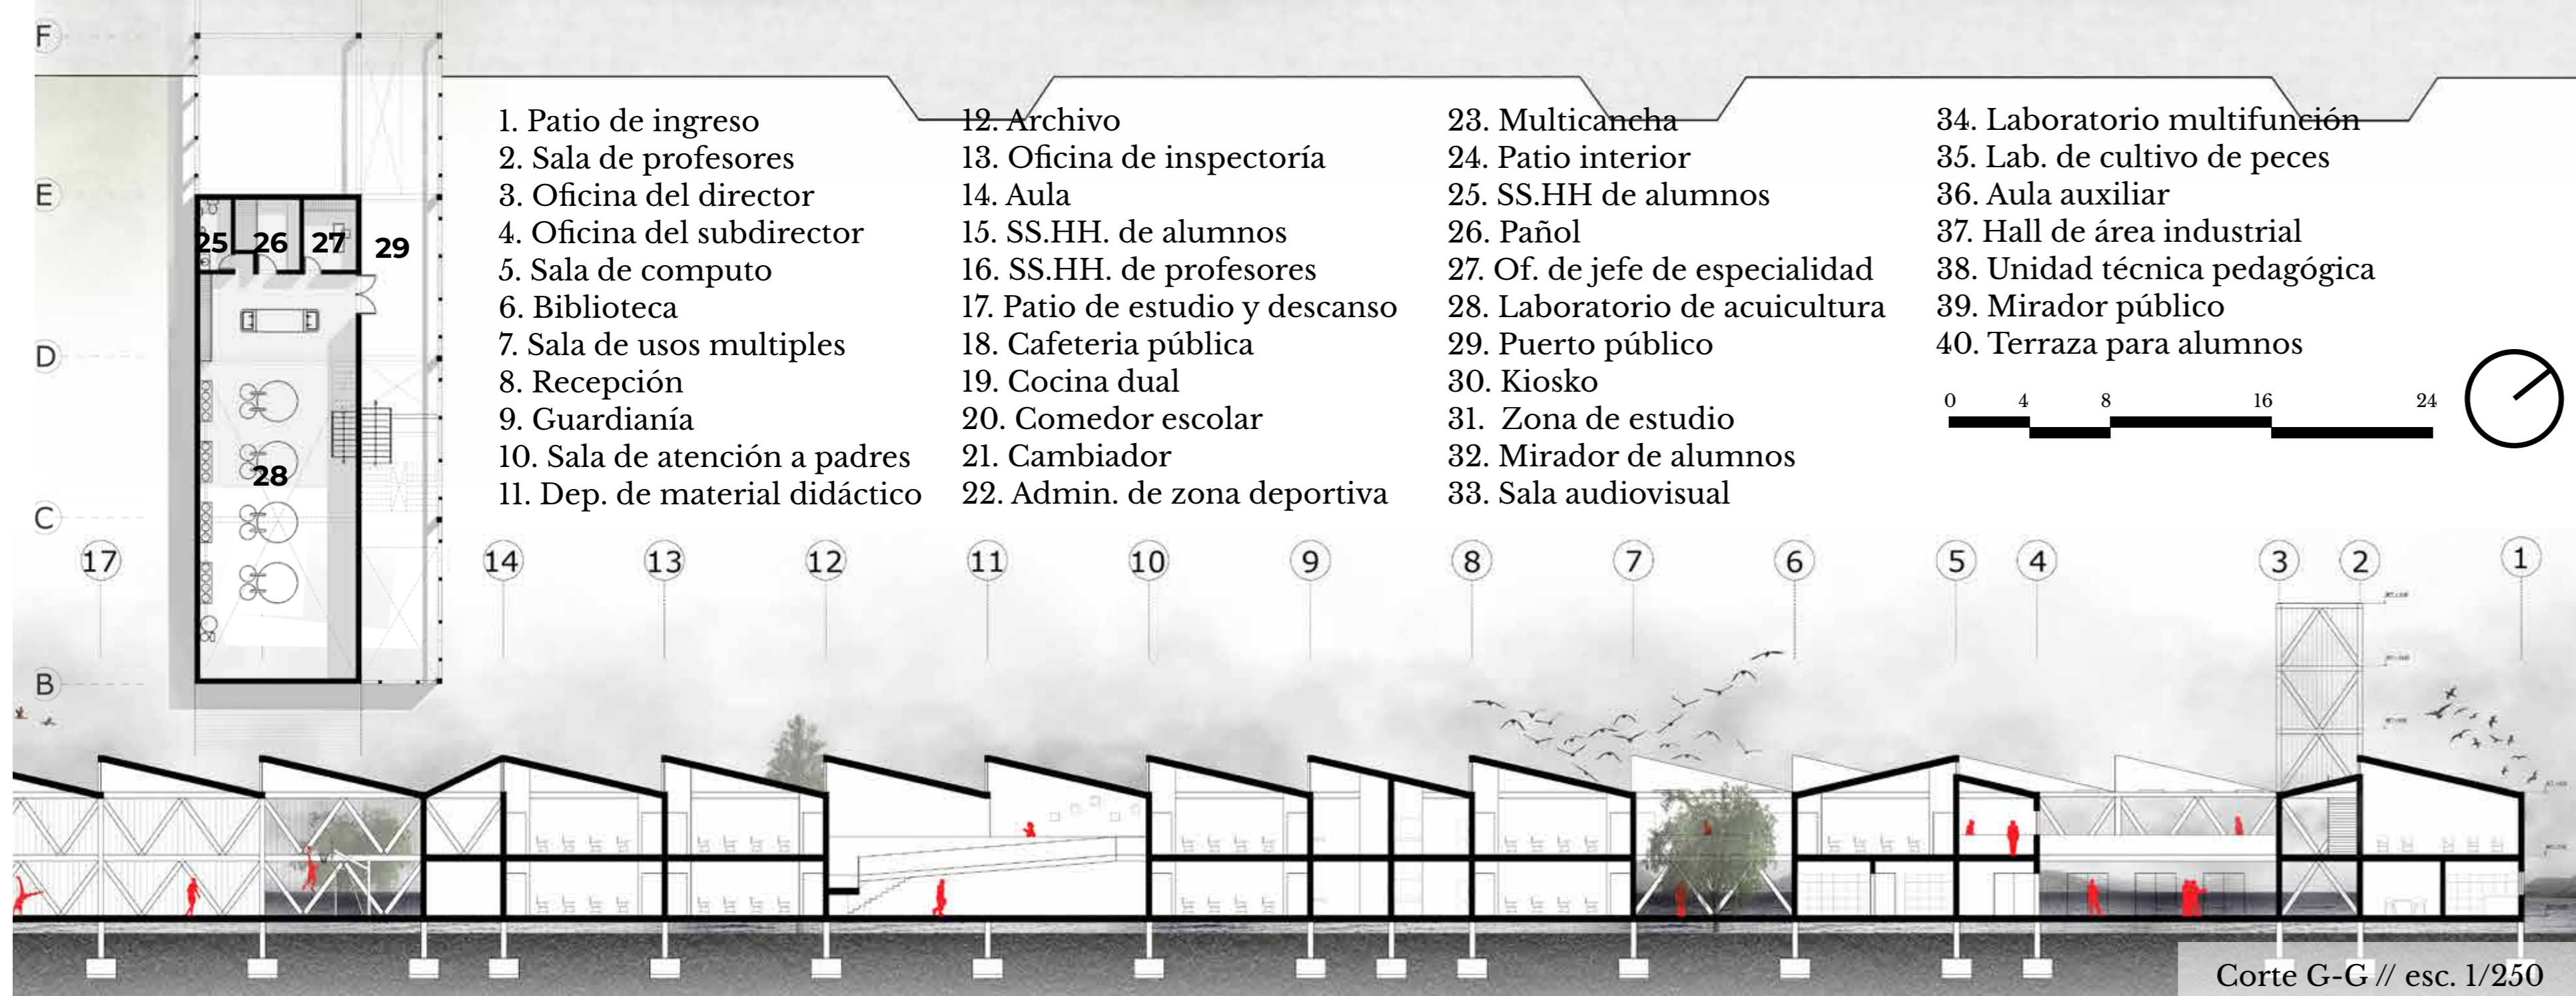 F
E
D
C
B
25
26
27
29
28
1. Patio de ingreso
2. Sala de profesores
3. Oficina del director
4. Oficina del subdirector
5. Sala de computo
6. Biblioteca
7. Sala de usos multiples
8. Recepción
9. Guardianía
10. Sala de atención a padres
11. Dep. de material didáctico
12. Archivo
13. Oficina de inspectoría
14. Aula
15. SS.HH. de alumnos
16. SS.HH. de profesores
17. Patio de estudio y descanso
18. Cafeteria pública
19. Cocina dual
20. Comedor escolar
21. Cambiador
22. Admin. de zona deportiva
23. Multicancha
24. Patio interior
25. SS.HH de alumnos
26. Pañol
27. Of. de jefe de especialidad
28. Laboratorio de acuicultura
29. Puerto público
30. Kiosko
31. Zona de estudio
32. Mirador de alumnos
33. Sala audiovisual
34. Laboratorio multifunción
35. Lab. de cultivo de peces
36. Aula auxiliar
37. Hall de área industrial
38. Unidad técnica pedagógica
39. Mirador público
40. Terraza para alumnos
0 4 8 16 24
17 14 13 12 11 10 9 8 7 6 5 4 3 2 1
Corte G-G // esc. 1/250